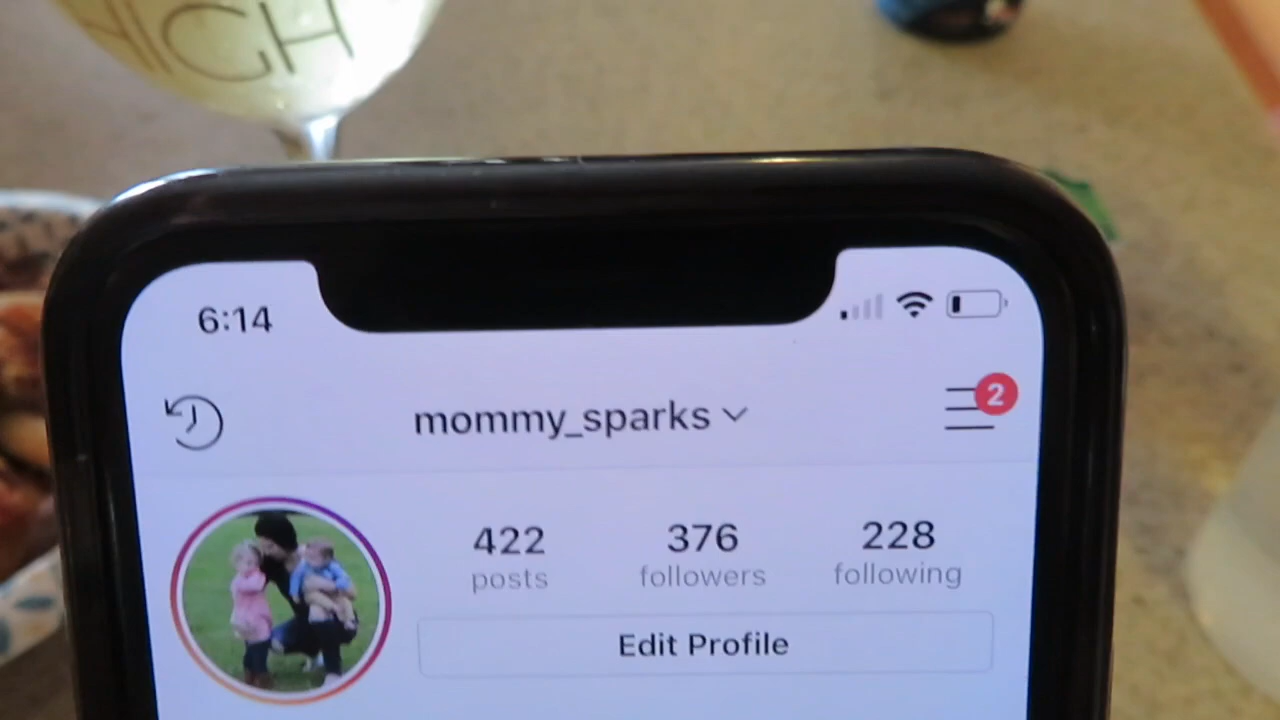 6:14
mommy_sparks
2
422 376 228
posts followers following
Edit Profile